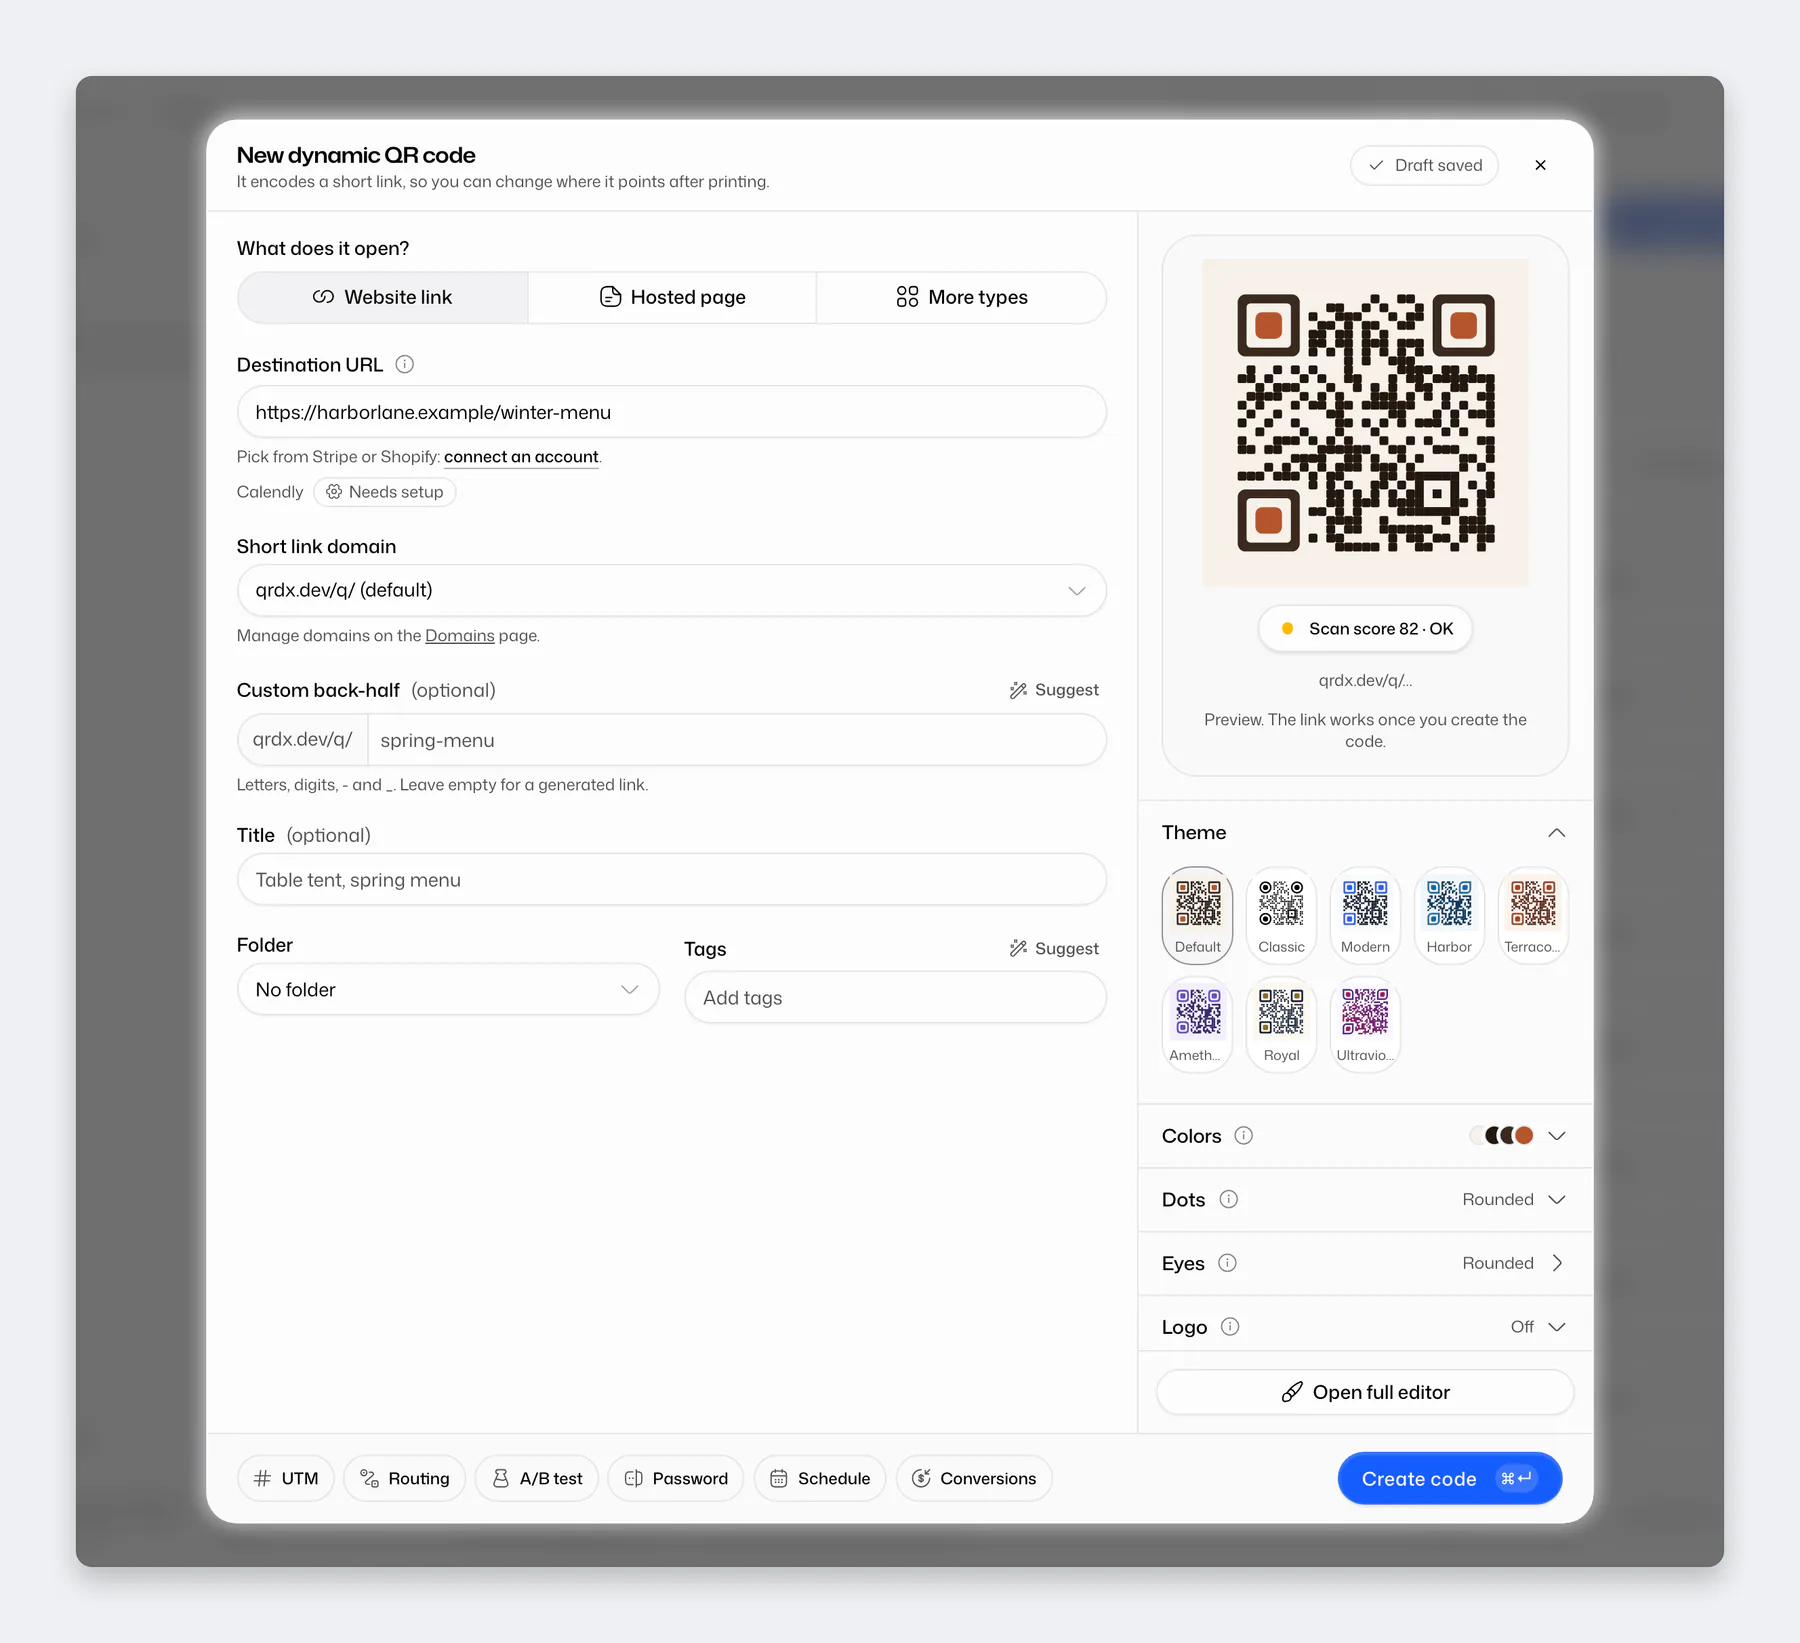 New dynamic QR code
It encodes a short link, so you can change where it points after printing.
Draft saved
What does it open?
Website link
Hosted page
More types
Destination URL
https://harborlane.example/winter-menu
Pick from Stripe or Shopify: connect an account.
Calendly Needs setup
Short link domain
qrdx.dev/q/ (default)
Manage domains on the Domains page.
Custom back-half (optional)
Suggest
qrdx.dev/q/ spring-menu
Letters, digits, - and _. Leave empty for a generated link.
Title (optional)
Table tent, spring menu
Folder
No folder
Tags
Suggest
Add tags
Scan score 82 · OK
qrdx.dev/q/...
Preview. The link works once you create the
code.
Theme
Default Classic Modern Harbor Terraco...
Ameth... Royal Ultravio...
Colors
Dots Rounded
Eyes Rounded
Logo Off
Open full editor
UTM
Routing
A/B test
Password
Schedule
Conversions
Create code ⌘↵